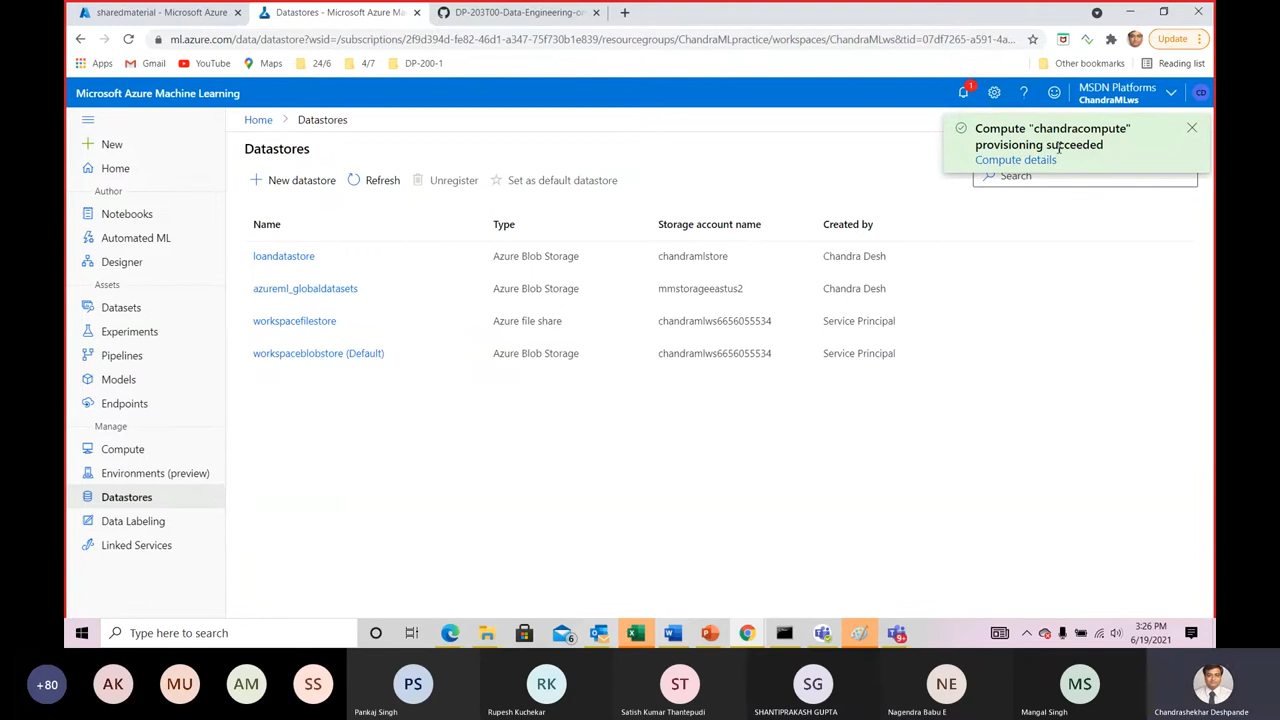 sharedmaterial - Microsoft Azure
Datastores - Microsoft Azure Ma
DP-203T00-Data-Engineering-on
ml.azure.com/data/datastore?wsid=/subscriptions/2f9d394d-fe82-46d1-a347-75f730b1e839/resourcegroups/ChandraMLpractice/workspaces/ChandraMLws&tid=07df7265-a591-4a...
Update
Apps
Gmail
YouTube
Maps
24/6
4/7
DP-200-1
Other bookmarks
Reading list
Microsoft Azure Machine Learning
1
MSDN Platforms
ChandraMLws
CD
New
Home
Author
Notebooks
Automated ML
Designer
Assets
Datasets
Experiments
Pipelines
Models
Endpoints
Manage
Compute
Environments (preview)
Datastores
Data Labeling
Linked Services
Home > Datastores
Datastores
New datastore
Refresh
Unregister
Set as default datastore
Search
Compute "chandracompute"
provisioning succeeded
Compute details
Name Type Storage account name Created by
loandatastore Azure Blob Storage chandramlstore Chandra Desh
azureml_globaldatasets Azure Blob Storage mmstorageeastus2 Chandra Desh
workspacefilestore Azure file share chandramlws6656055534 Service Principal
workspaceblobstore (Default) Azure Blob Storage chandramlws6656055534 Service Principal
Type here to search
6
9+
3:26 PM
6/19/2021
+80
AK
MU
AM
SS
PS
Pankaj Singh
RK
Rupesh Kuchekar
ST
Satish Kumar Thantepudi
SG
SHANTIPRAKASH GUPTA
NE
Nagendra Babu E
MS
Mangal Singh
Chandrashekhar Deshpande